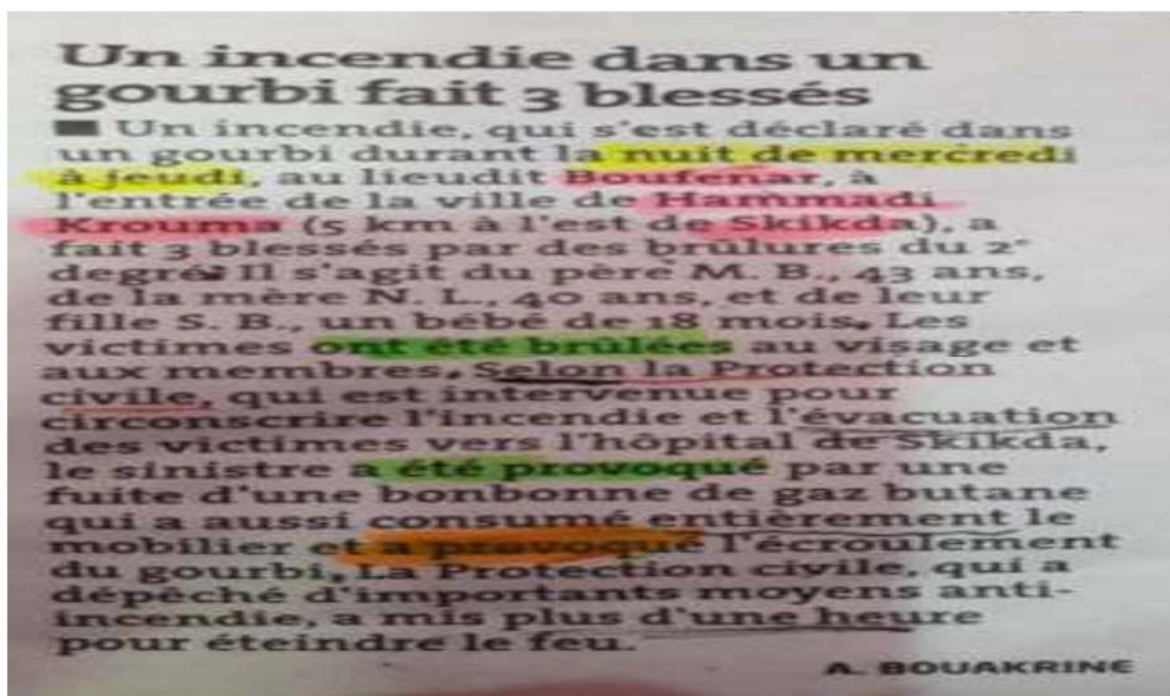 Un incendie dans un
gourbi fait 3 blessés
■ Un incendie, qui s'est déclaré dans
un gourbi durant la nuit de mercredi
à jeudi, au lieudit Boufenar, à
l'entrée de la ville de Hammadi
Krouma (5 km à l'est de Skikda), a
fait 3 blessés par des brûlures du 2°
degré. Il s'agit du père M. B., 43 ans,
de la mère N. L., 40 ans, et de leur
fille S. B., un bébé de 18 mois. Les
victimes ont été brûlées au visage et
aux membres. Selon la Protection
civile, qui est intervenue pour
circonscrire l'incendie et l'évacuation
des victimes vers l'hôpital de Skikda,
le sinistre a été provoqué par une
fuite d'une bonbonne de gaz butane
qui a aussi consumé entièrement le
mobilier et a provoqué l'écroulement
du gourbi. La Protection civile, qui a
dépêché d'importants moyens anti-
incendie, a mis plus d'une heure
pour éteindre le feu.
A. BOUAKRINE